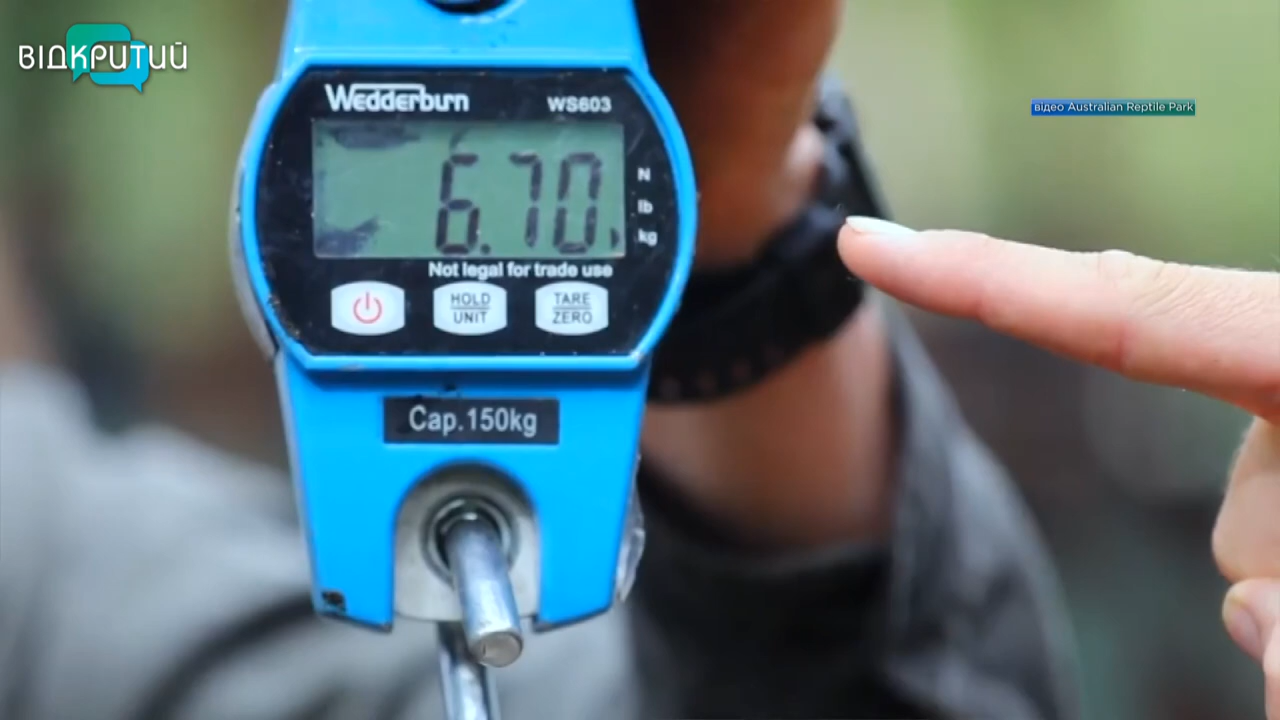 ВІДКРИТИЙ
відео Australian Reptile Park
Wedderburn WS603
6.70
N
lb
kg
Not legal for trade use
HOLD
UNIT
TARE
ZERO
Cap.150kg